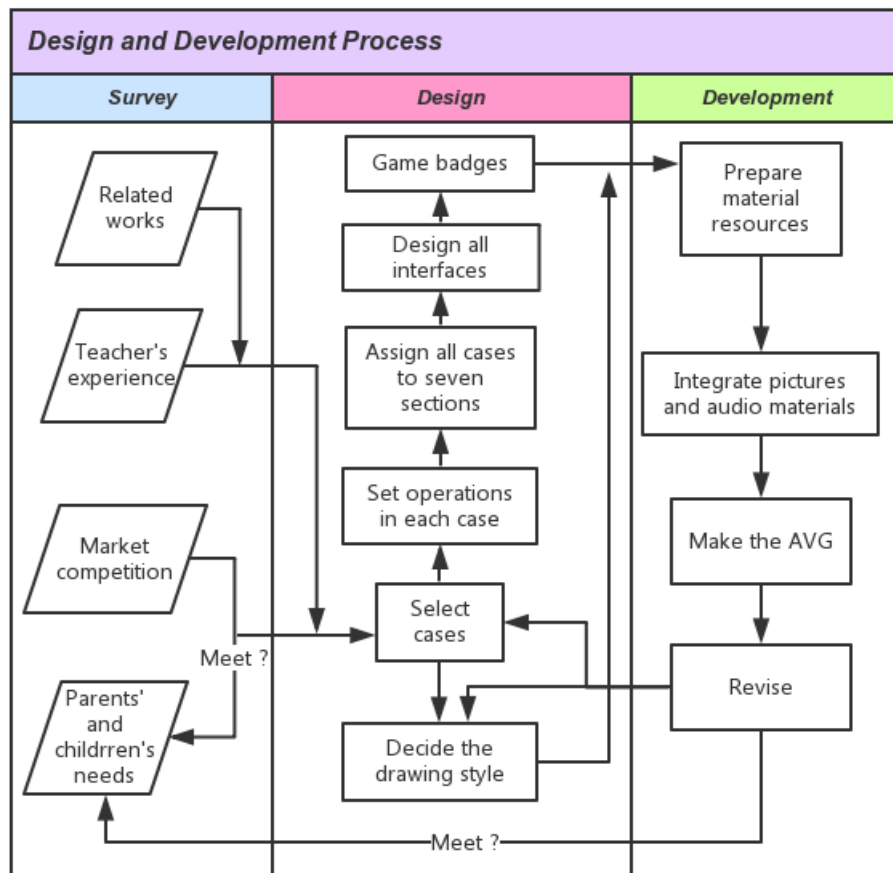 Design and Development Process
Survey
Design
Development
Related
works
Teacher's
experience
Market
competition
Meet ?
Parents'
and
childrren's
needs
Game badges
Design all
interfaces
Assign all cases
to seven
sections
Set operations
in each case
Select
cases
Decide the
drawing style
Prepare
material
resources
Integrate pictures
and audio materials
Make the AVG
Revise
Meet ?